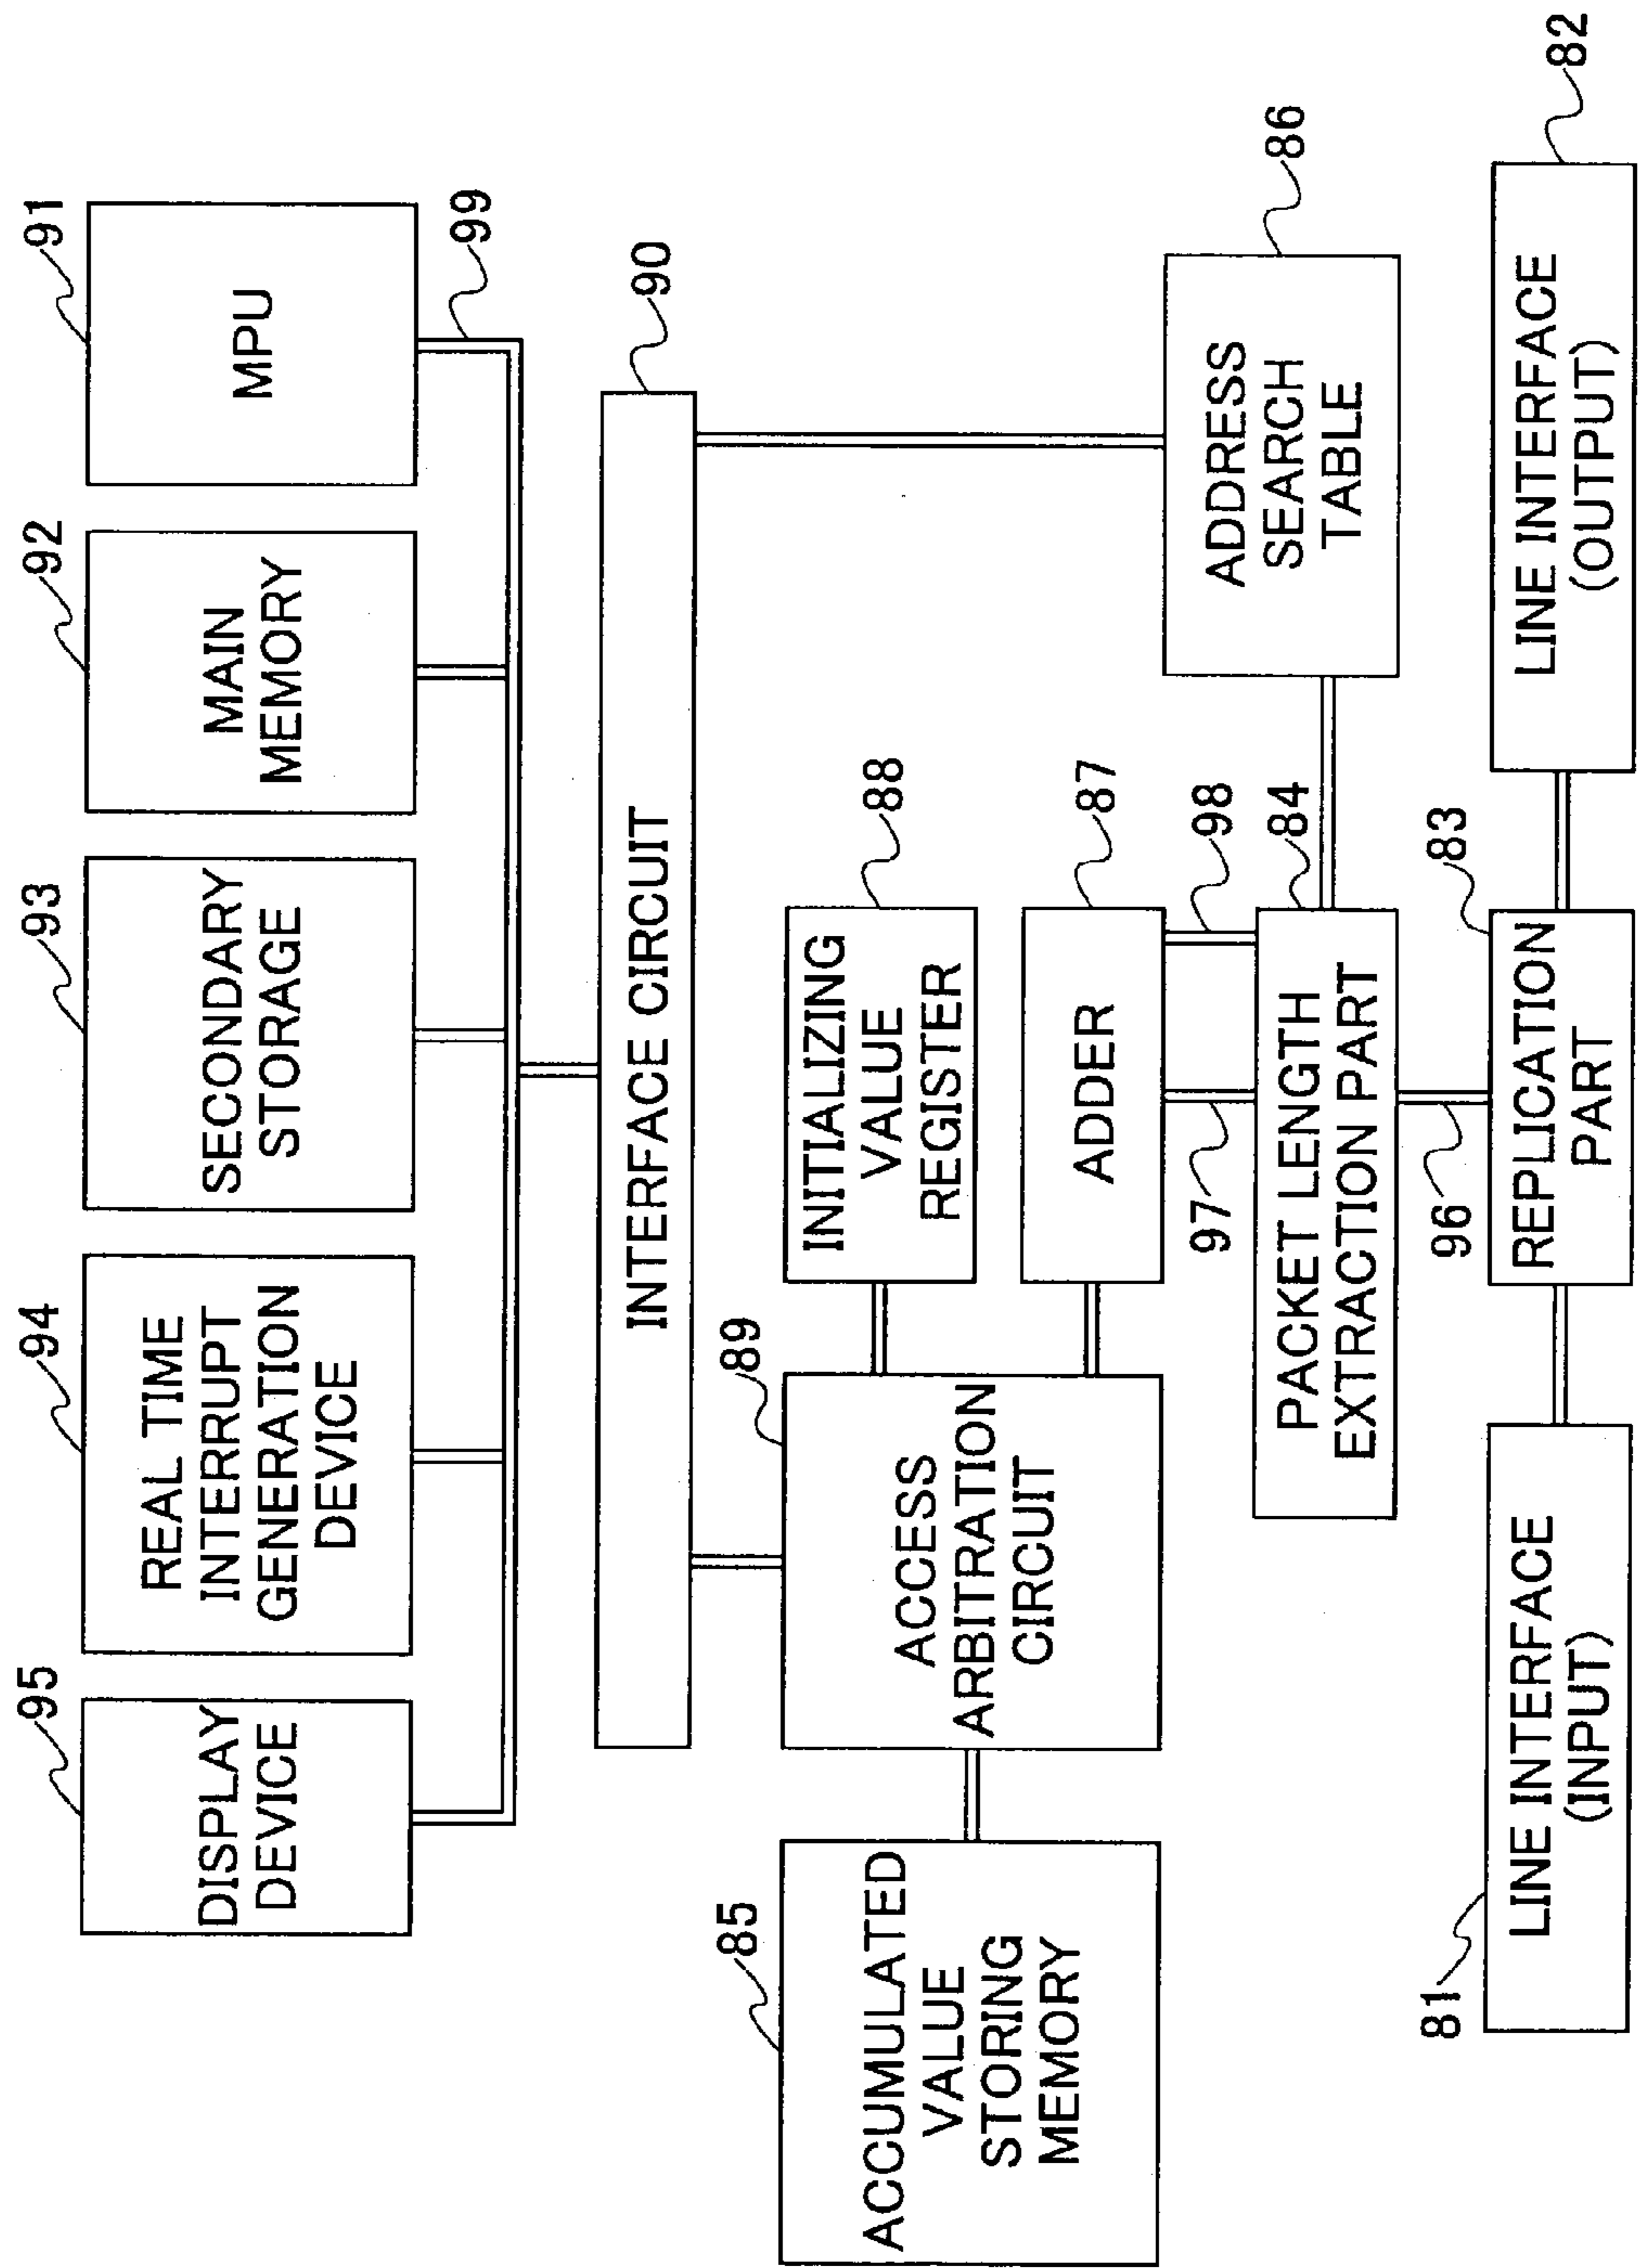 95
DISPLAY
DEVICE
94
REAL TIME
INTERRUPT
GENERATION
DEVICE
93
SECONDARY
STORAGE
92
MAIN
MEMORY
91
MPU
99
INTERFACE CIRCUIT
90
85
ACCUMULATED
VALUE
STORING
MEMORY
89
ACCESS
ARBITRATION
CIRCUIT
INITIALIZING
VALUE
REGISTER
88
ADDER
87
97
98
PACKET LENGTH
EXTRACTION PART
84
ADDRESS
SEARCH
TABLE
86
96
81
LINE INTERFACE
(INPUT)
REPLICATION
PART
83
LINE INTERFACE
(OUTPUT)
82